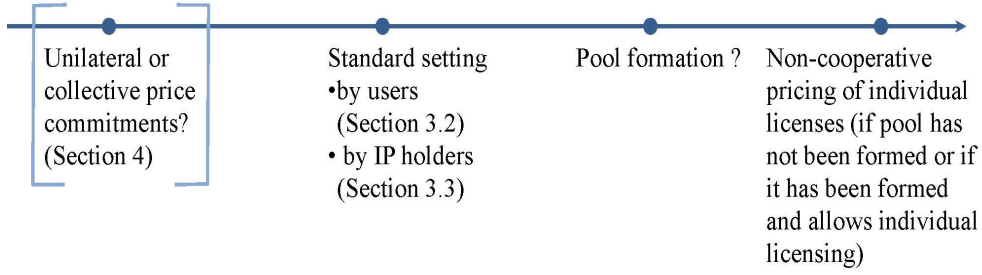 Unilateral or
collective price
commitments?
(Section 4)
Standard setting
•by users
(Section 3.2)
• by IP holders
(Section 3.3)
Pool formation ?
Non-cooperative
pricing of individual
licenses (if pool has
not been formed or if
it has been formed
and allows individual
licensing)